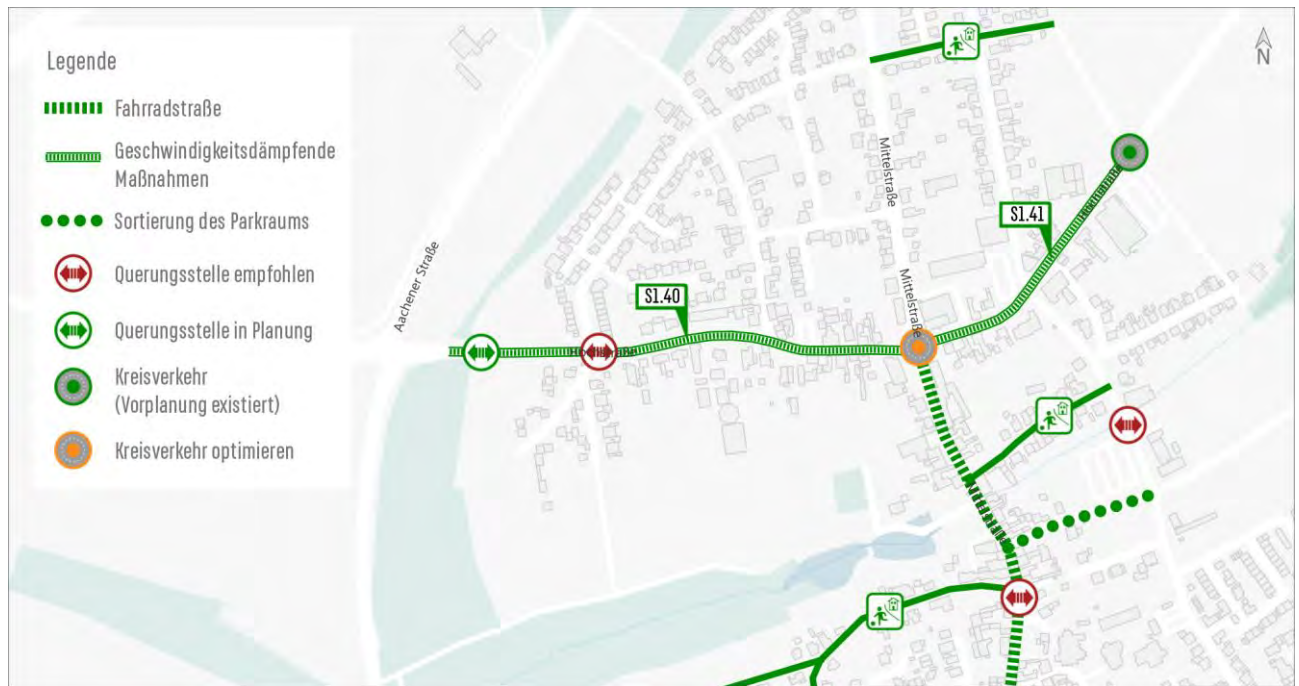 Legende
Fahrradstraße
Geschwindigkeitsdämpfende
Maßnahmen
Sortierung des Parkraums
Querungsstelle empfohlen
Querungsstelle in Planung
Kreisverkehr
(Vorplanung existiert)
Kreisverkehr optimieren
N
Mittelstraße
S1.41
Aachener Straße
Mittelstraße
S1.40